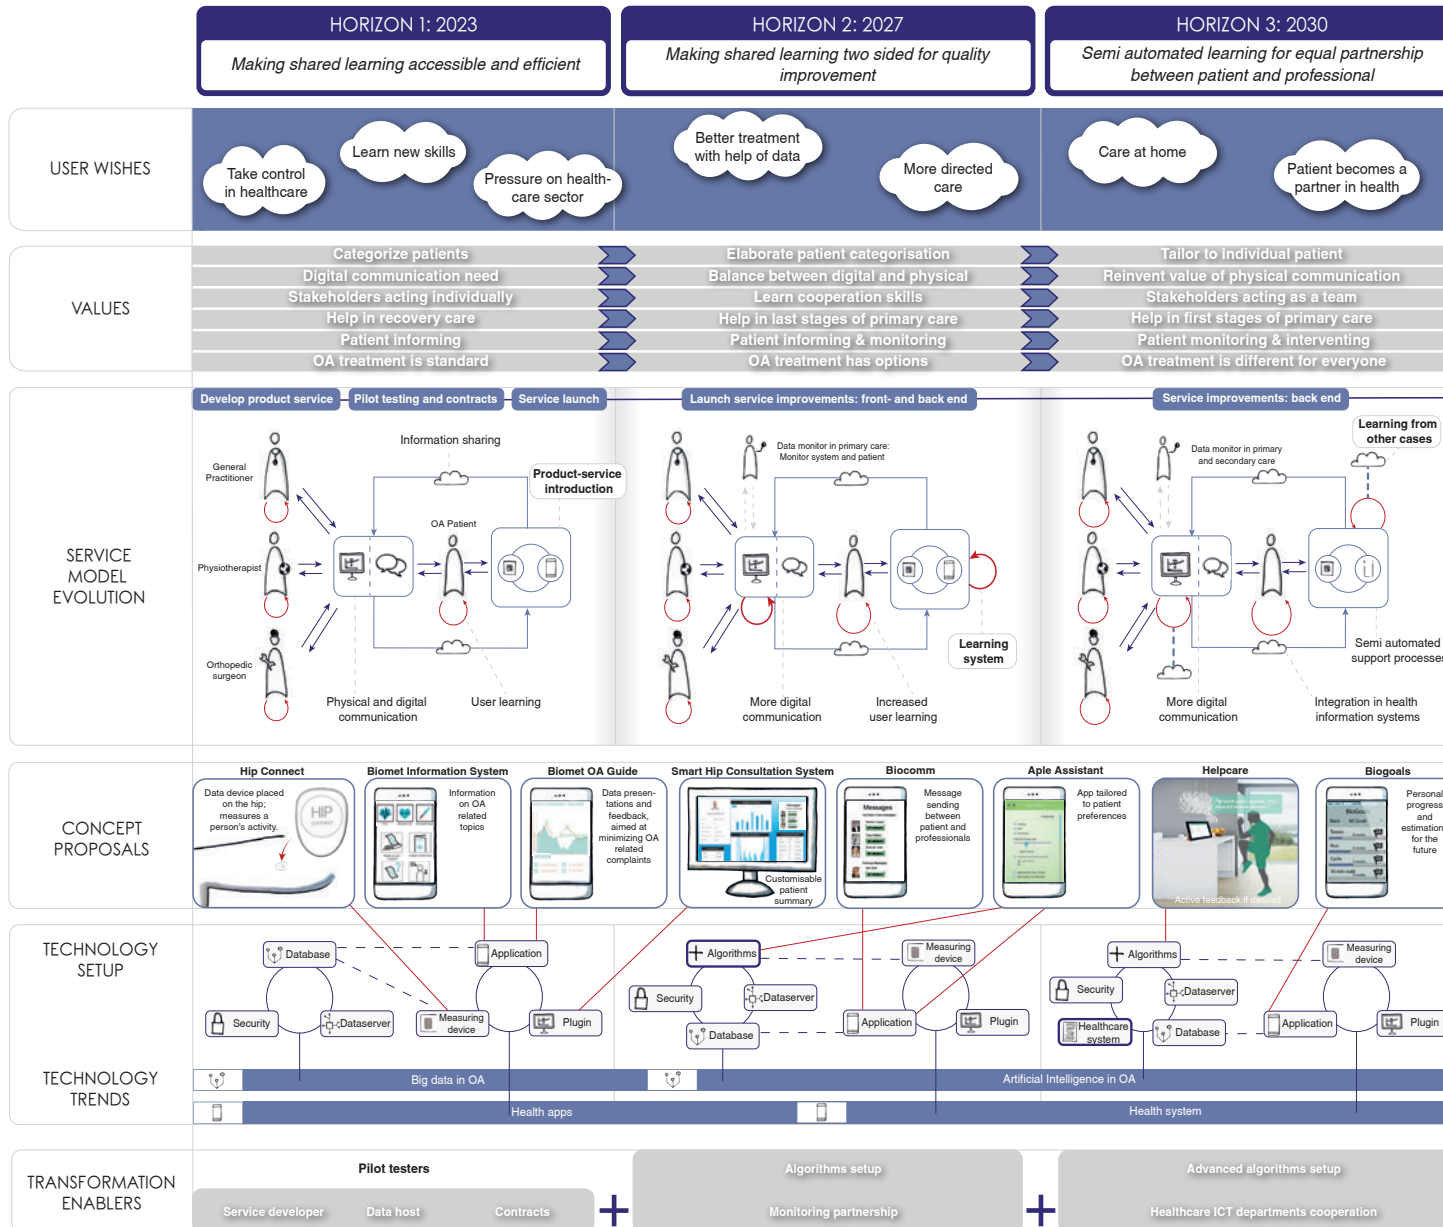 HORIZON 1: 2023
Making shared learning accessible and efficient
HORIZON 2: 2027
Making shared learning two sided for quality
improvement
HORIZON 3: 2030
Semi automated learning for equal partnership
between patient and professional
USER WISHES
Take control
in healthcare
Learn new skills
Pressure on health-
care sector
Better treatment
with help of data
More directed
care
Care at home
Patient becomes a
partner in health
VALUES
Categorize patients
Elaborate patient categorisation
Tailor to individual patient
Digital communication need
Balance between digital and physical
Reinvent value of physical communication
Stakeholders acting individually
Learn cooperation skills
Stakeholders acting as a team
Help in recovery care
Help in last stages of primary care
Help in first stages of primary care
Patient informing
Patient informing & monitoring
Patient monitoring & interventing
OA treatment is standard
OA treatment has options
OA treatment is different for everyone
SERVICE
MODEL
EVOLUTION
Develop product service
Pilot testing and contracts
Service launch
Launch service improvements: front- and back end
Service improvements: back end
General
Practitioner
Information sharing
Product-service
introduction
OA Patient
Physiotherapist
Orthopedic
surgeon
Physical and digital
communication
User learning
Data monitor in primary care:
Monitor system and patient
Learning
system
More digital
communication
Increased
user learning
Data monitor in primary
and secondary care
Learning from
other cases
Semi automated
support processes
More digital
communication
Integration in health
information systems
CONCEPT
PROPOSALS
Hip Connect
Data device placed
on the hip;
measures a
person's activity.
HIP
Biomet Information System
Information
on OA
related
topics
Biomet OA Guide
Data presen-
tations and
feedback,
aimed at
minimizing OA
related
complaints
Smart Hip Consultation System
Customisable
patient
summary
Biocomm
Messages
Message
sending
between
patient and
professionals
Aple Assistant
App tailored
to patient
preferences
Helpcare
Active feedback if desired
Biogoals
Personal
progress
and
estimation
for the
future
TECHNOLOGY
SETUP
Database
Application
Security
Dataserver
Measuring
device
Plugin
Algorithms
Measuring
device
Security
Dataserver
Application
Plugin
Database
Algorithms
Measuring
device
Security
Dataserver
Healthcare
system
Database
Application
Plugin
TECHNOLOGY
TRENDS
Big data in OA
Artificial Intelligence in OA
Health apps
Health system
TRANSFORMATION
ENABLERS
Pilot testers
Service developer
Data host
Contracts
Algorithms setup
Monitoring partnership
Advanced algorithms setup
Healthcare ICT departments cooperation